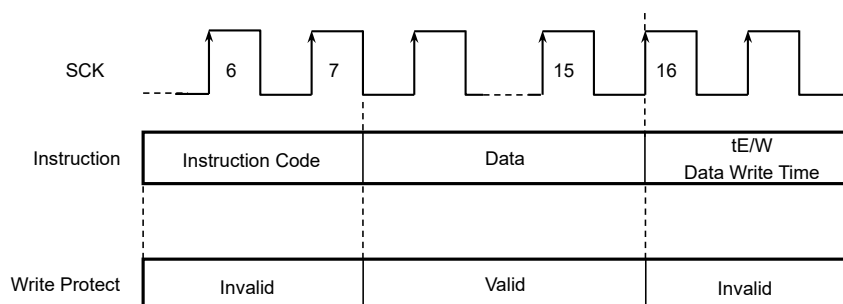 SCK
6
7
15
16
Instruction
Instruction Code
Data
tE/W
Data Write Time
Write Protect
Invalid
Valid
Invalid